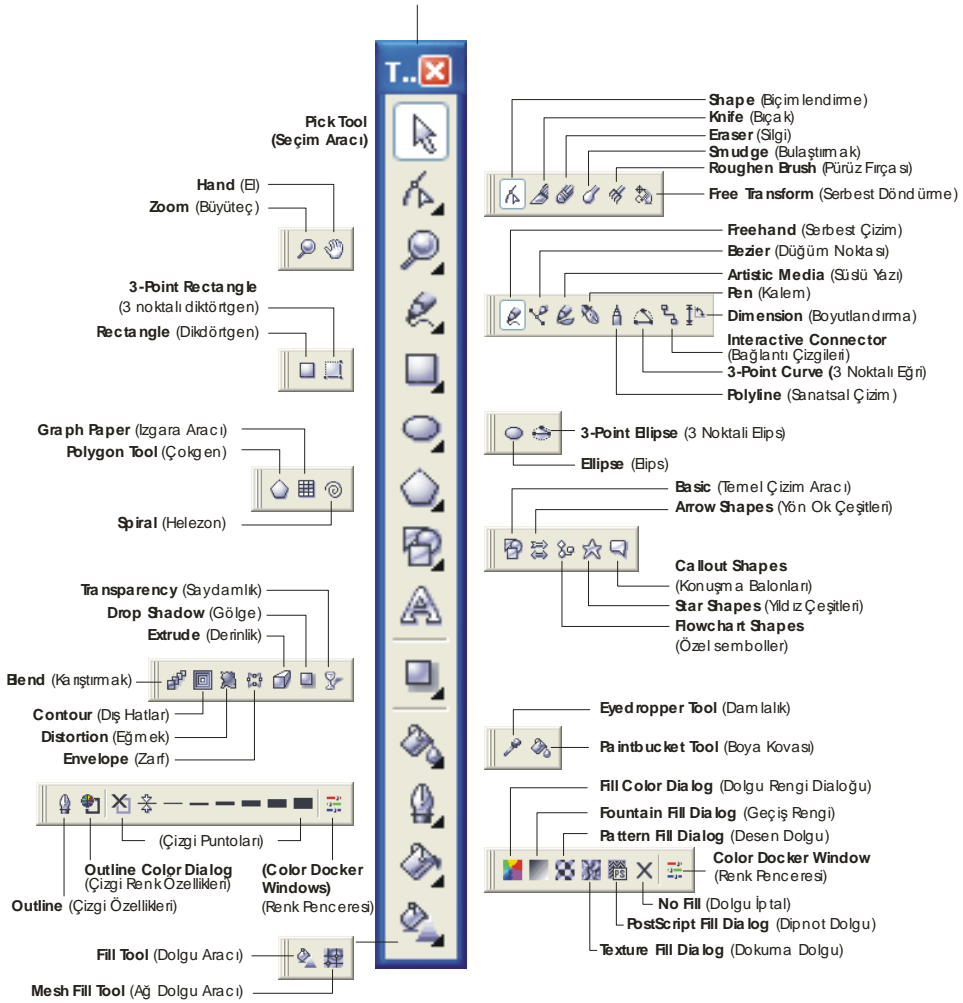 T..
Pick Tool
(Seçim Aracı)
Hand (El)
Zoom (Büyüteç)
3-Point Rectangle
(3 noktalı diktörtgen)
Rectangle (Dikdörtgen)
Graph Paper (Izgara Aracı)
Polygon Tool (Çokgen)
Spiral (Helezon)
Transparency (Saydamlık)
Drop Shadow (Gölge)
Extrude (Derinlik)
Blend (Karıştırmak)
Contour (Dış Hatlar)
Distortion (Eğmek)
Envelope (Zarf)
(Çizgi Puntoları)
Outline Color Dialog
(Çizgi Renk Özellikleri)
Outline (Çizgi Özellikleri)
(Color Docker
Windows)
(Renk Penceresi)
Fill Tool (Dolgu Aracı)
Mesh Fill Tool (Ağ Dolgu Aracı)
Shape (Biçimlendirme)
Knife (Bıçak)
Eraser (Silgi)
Smudge (Bulaştırmak)
Roughen Brush (Pürüz Fırçası)
Free Transform (Serbest Döndürme)
Freehand (Serbest Çizim)
Bezier (Düğüm Noktası)
Artistic Media (Süslü Yazı)
Pen (Kalem)
Dimension (Boyutlandırma)
Interactive Connector
(Bağlantı Çizgileri)
3-Point Curve (3 Noktalı Eğri)
Polyline (Sanatsal Çizim)
3-Point Ellipse (3 Noktali Elips)
Ellipse (Elips)
Basic (Temel Çizim Aracı)
Arrow Shapes (Yön Ok Çeşitleri)
Callout Shapes
(Konuşma Balonları)
Star Shapes (Yıldız Çeşitleri)
Flowchart Shapes
(Özel semboller)
Eyedropper Tool (Damlalık)
Paintbucket Tool (Boya Kovası)
Fill Color Dialog (Dolgu Rengi Dialoğu)
Fountain Fill Dialog (Geçiş Rengi)
Pattern Fill Dialog (Desen Dolgu)
Color Docker Window
(Renk Penceresi)
PS
No Fill (Dolgu İptal)
PostScript Fill Dialog (Dipnot Dolgu)
Texture Fill Dialog (Dokuma Dolgu)